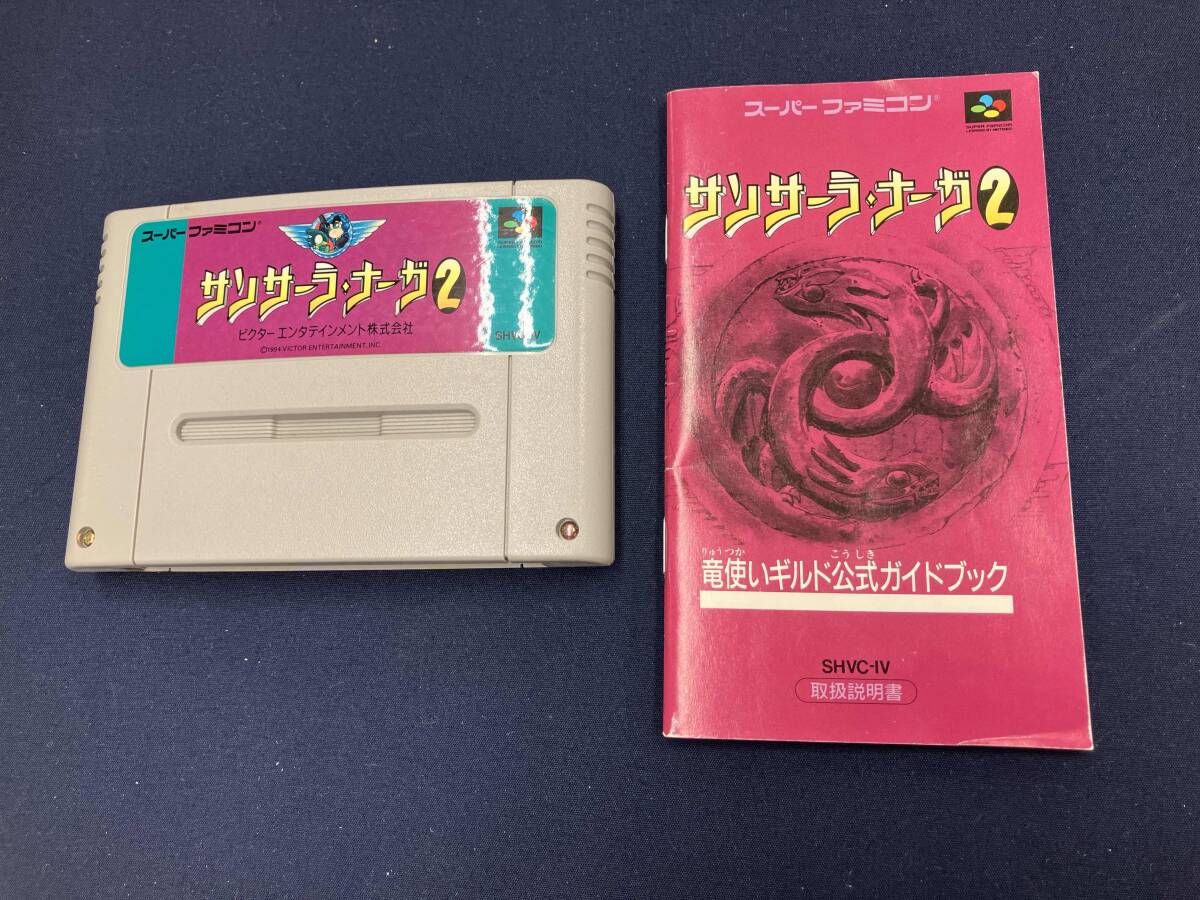 スーパーファミコン®
サンサーラ・ナーガ2
ビクターエンタテインメント株式会社
©1994 VICTOR ENTERTAINMENT, INC.
SHVC-IV
スーパーファミコン®
SUPER FAMICOM
サンサーラ・ナーガ2
りゅうつか こうしき
竜使いギルド公式ガイドブック
SHVC-IV
取扱説明書